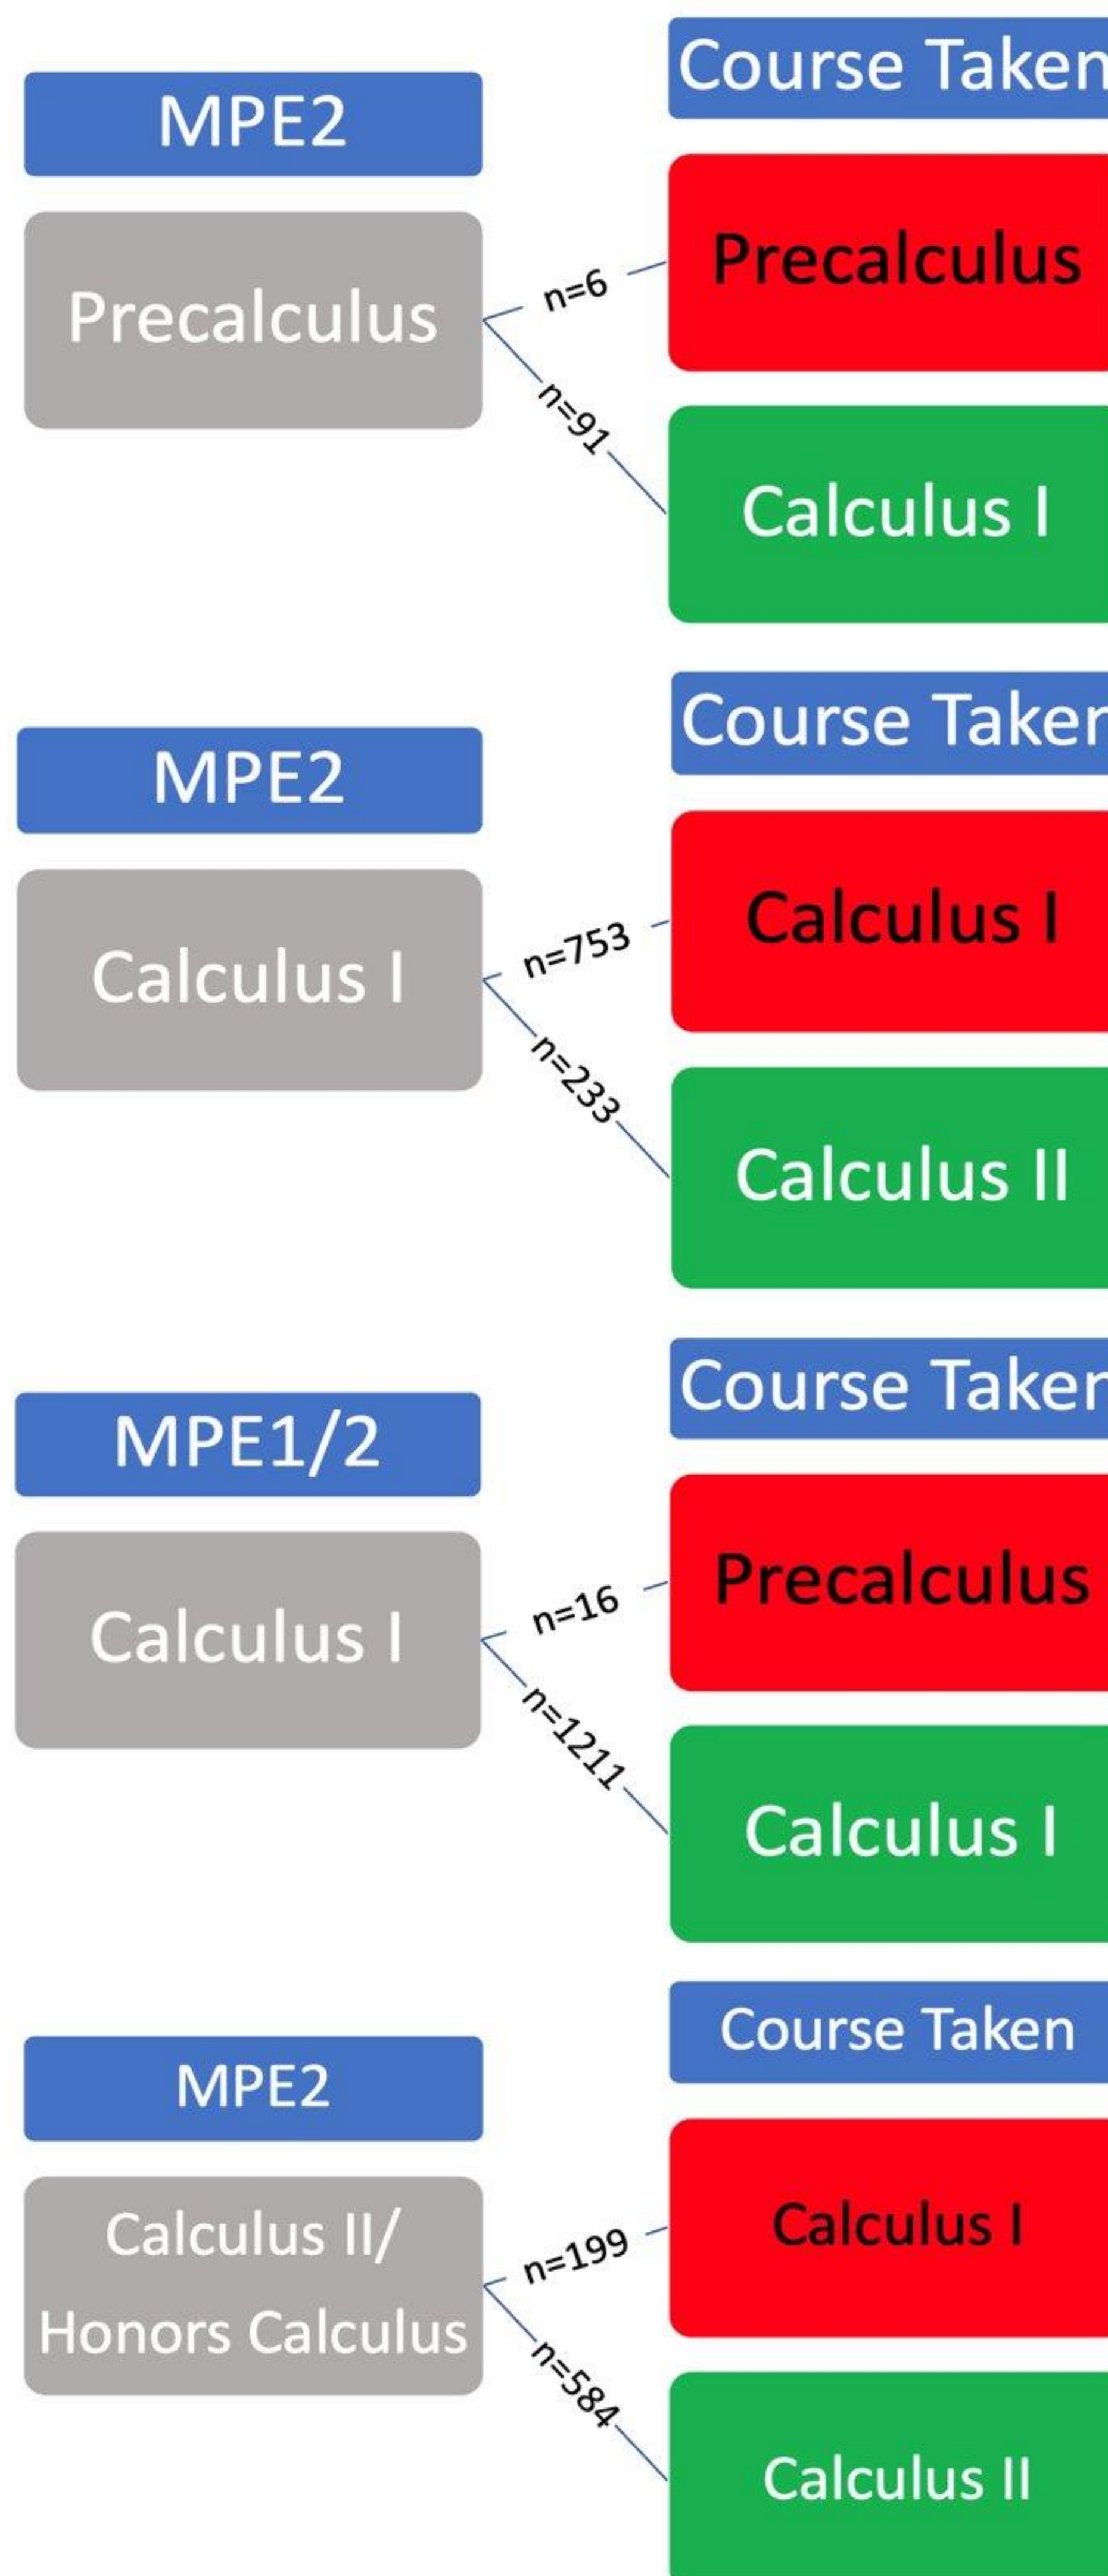 Course Taken
MPE2
Precalculus
Precalculus
n=6
n=91
Calculus I
Course Taken
MPE2
Calculus I
Calculus I
n=753
n=233
Calculus II
Course Taken
MPE1/2
Precalculus
Calculus I
n=16
n=1211
Calculus I
Course Taken
MPE2
Calculus I
Calculus II/
Honors Calculus
n=199
n=584
Calculus II